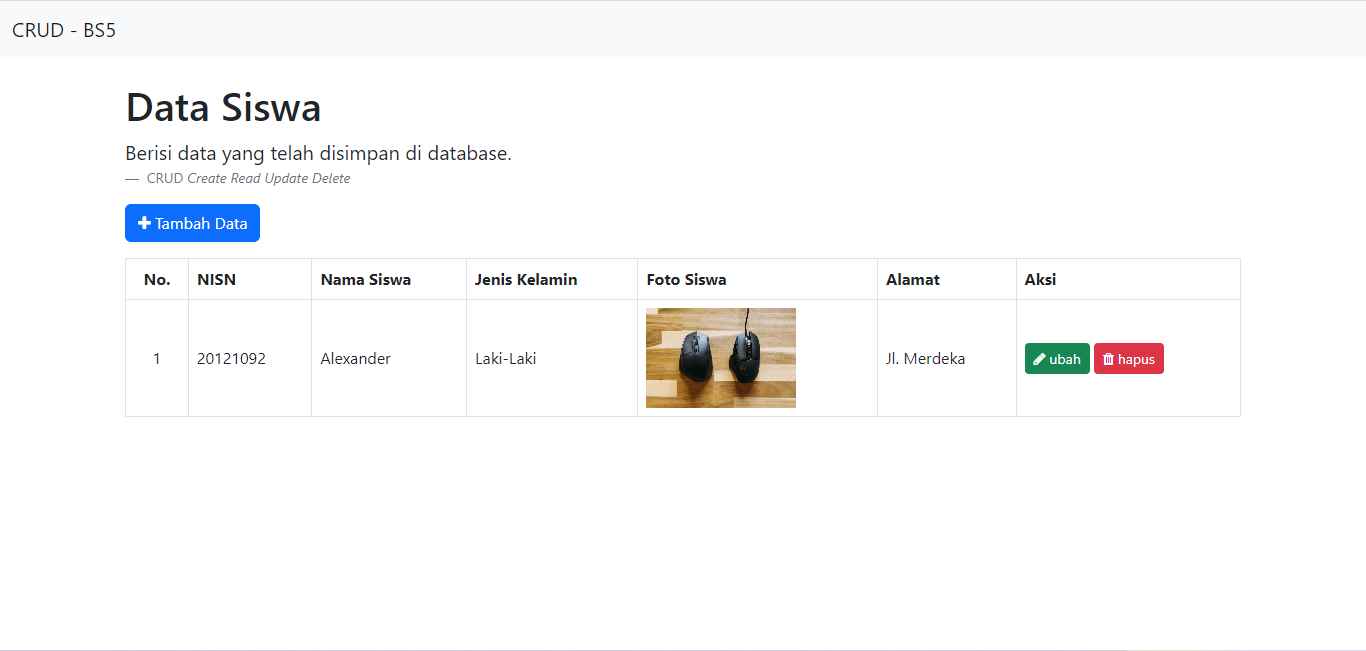 CRUD - BS5
Data Siswa
Berisi data yang telah disimpan di database.
— CRUD Create Read Update Delete
Tambah Data
No. NISN Nama Siswa Jenis Kelamin Foto Siswa Alamat Aksi
1 20121092 Alexander Laki-Laki Jl. Merdeka ubah hapus